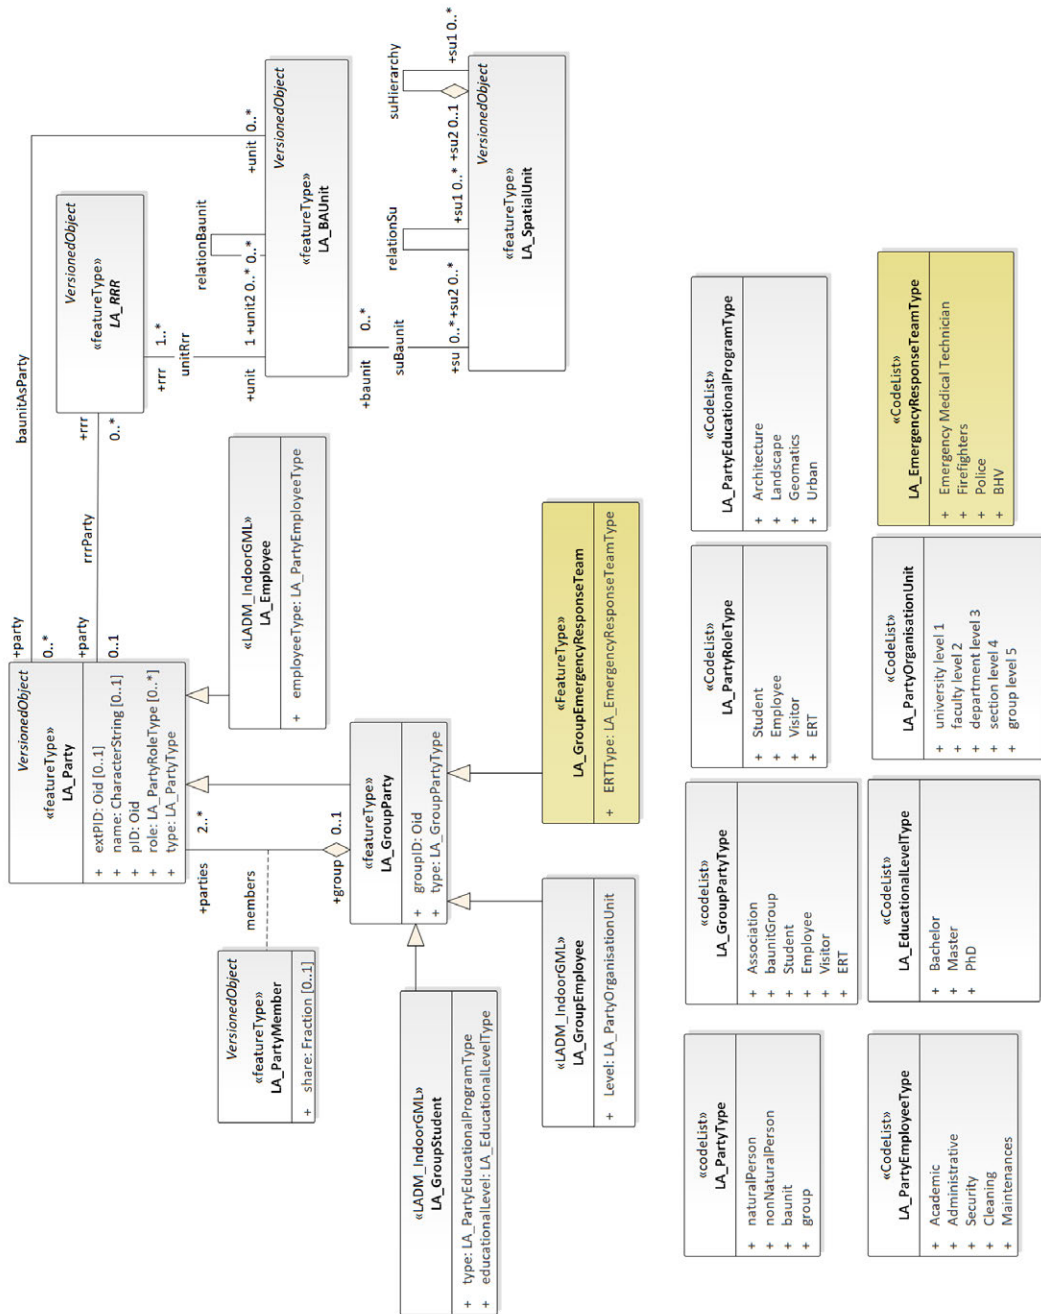 VersionedObject
«featureType»
LA_Party
+ extPID: Oid [0..1]
+ name: CharacterString [0..1]
+ pID: Oid
+ role: LA_PartyRoleType [0..*]
+ type: LA_PartyType
+party
0..*
baunitAsParty
+unit 0..*
+party
0..1
rrrParty
+rrr
0..*
VersionedObject
«featureType»
LA_RRR
+rrr
1..*
unitRrr
+unit
1
+unit2 0..*
0..*
relationBaunit
VersionedObject
«featureType»
LA_BAUnit
+baunit
0..*
suBaunit
+su
0..*
+su2 0..*
relationSu
+su1 0..*
+su2 0..1
suHierarchy
+su1 0..*
VersionedObject
«featureType»
LA_SpatialUnit
+parties
2..*
members
+group
0..1
VersionedObject
«featureType»
LA_PartyMember
+ share: Fraction [0..1]
«featureType»
LA_GroupParty
+ groupID: Oid
+ type: LA_GroupPartyType
«LADM_IndoorGML»
LA_Employee
+ employeeType: LA_PartyEmployeeType
«LADM_IndoorGML»
LA_GroupStudent
+ type: LA_PartyEducationalProgramType
+ educationalLevel: LA_EducationalLevelType
«LADM_IndoorGML»
LA_GroupEmployee
+ Level: LA_PartyOrganisationUnit
«FeatureType»
LA_GroupEmergencyResponseTeam
+ ERTType: LA_EmergencyResponseTeamType
«codeList»
LA_PartyType
+ naturalPerson
+ nonNaturalPerson
+ baunit
+ group
«codeList»
LA_GroupPartyType
+ Association
+ baunitGroup
+ Student
+ Employee
+ Visitor
+ ERT
«CodeList»
LA_PartyRoleType
+ Student
+ Employee
+ Visitor
+ ERT
«CodeList»
LA_PartyEducationalProgramType
+ Architecture
+ Landscape
+ Geomatics
+ Urban
«CodeList»
LA_PartyEmployeeType
+ Academic
+ Administrative
+ Security
+ Cleaning
+ Maintenances
«CodeList»
LA_EducationalLevelType
+ Bachelor
+ Master
+ PhD
«CodeList»
LA_PartyOrganisationUnit
+ university level 1
+ faculty level 2
+ department level 3
+ section level 4
+ group level 5
«CodeList»
LA_EmergencyResponseTeamType
+ Emergency Medical Technician
+ Firefighters
+ Police
+ BHV